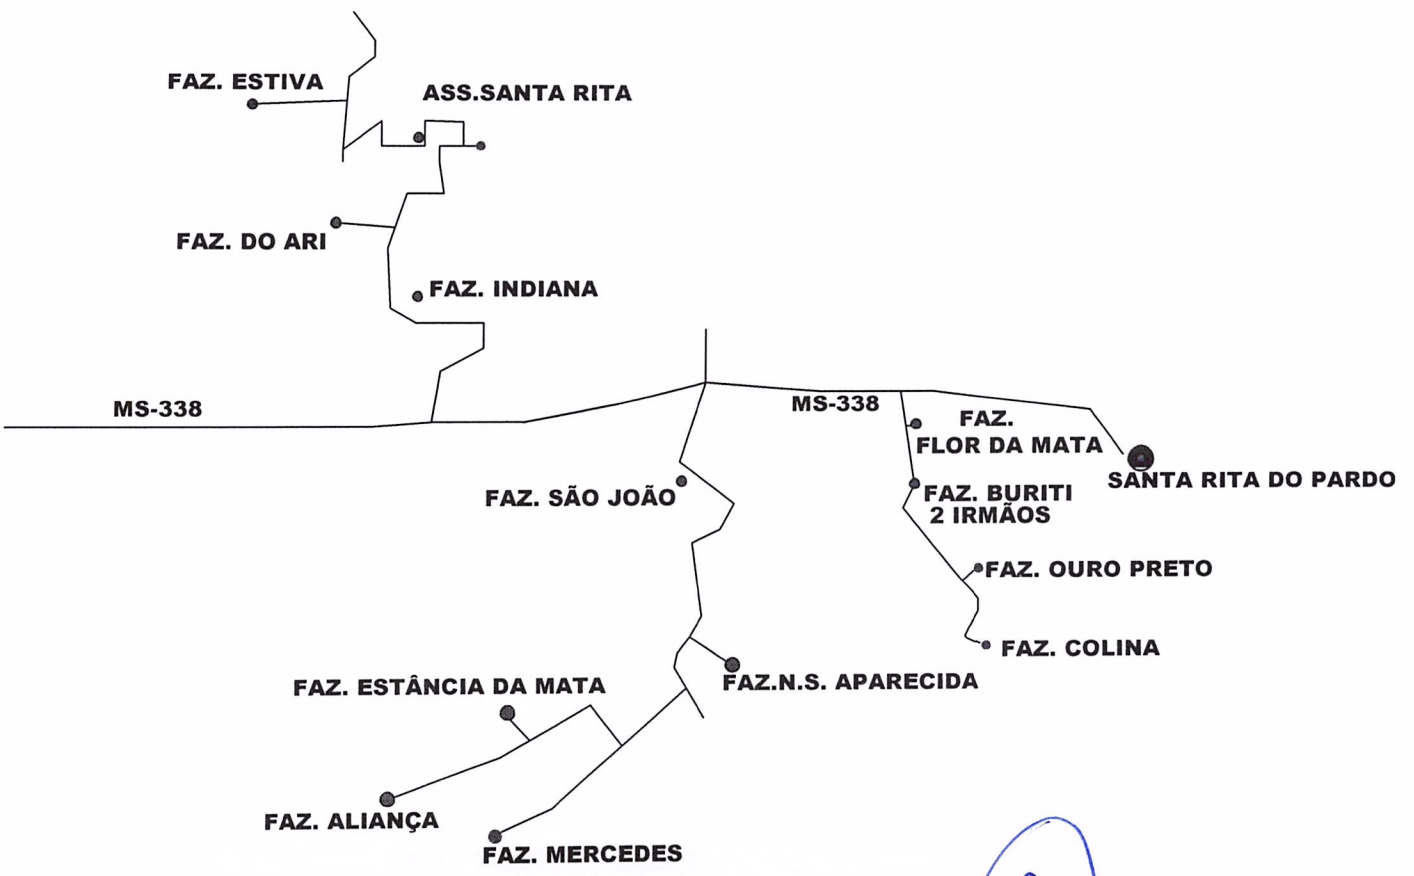 FAZ. ESTIVA
ASS.SANTA RITA
FAZ. DO ARI
FAZ. INDIANA
MS-338
MS-338
FAZ.
FLOR DA MATA
SANTA RITA DO PARDO
FAZ. SÃO JOÃO
FAZ. BURITI
2 IRMÃOS
FAZ. OURO PRETO
FAZ. COLINA
FAZ. ESTÂNCIA DA MATA
FAZ.N.S. APARECIDA
FAZ. ALIANÇA
FAZ. MERCEDES